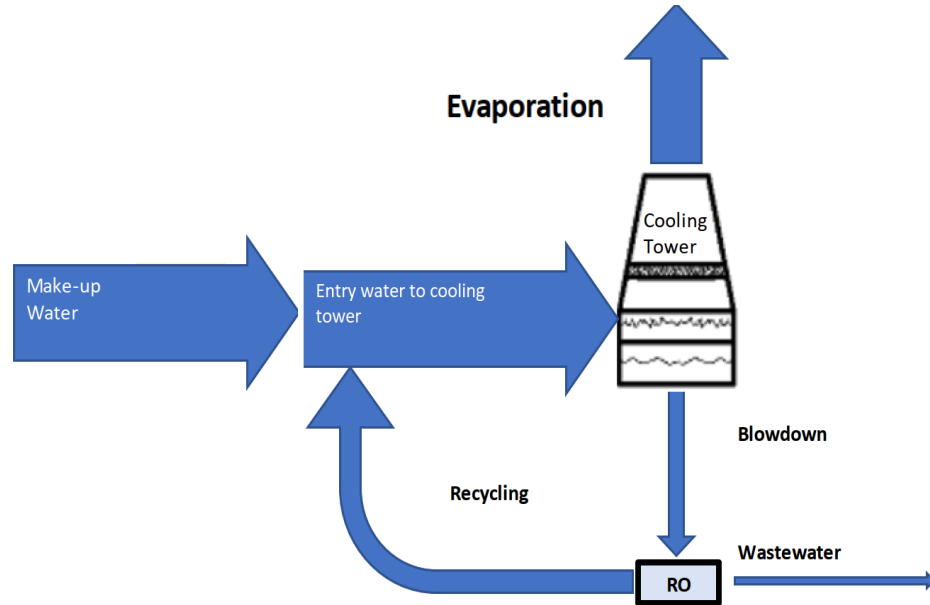 Evaporation
Cooling
Tower
Make-up
Water
Entry water to cooling
tower
Blowdown
Recycling
Wastewater
RO